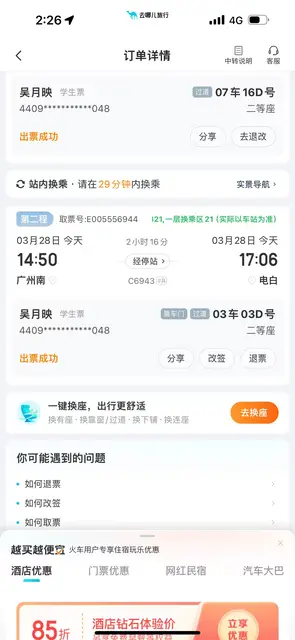 2:26
去哪儿旅行
4G
订单详情
中转说明
客服
吴月映 学生票
过道 07车16D号
4409***********048
二等座
出票成功
分享
去退改
站内换乘，请在29分钟内换乘
实景导航
第二程
取票号:E005556944
I21,一层换乘区21 (实际以车站为准)
03月28日 今天
2小时16分
03月28日 今天
14:50
经停站
17:06
广州南
C6943
电白
吴月映 学生票
靠车门 过道 03车03D号
4409***********048
二等座
出票成功
分享
改签
退票
一键换座，出行更舒适
换有座·换靠窗/过道·换下铺·换连座
去换座
你可能遇到的问题
如何退票
如何改签
如何取票
越买越便宜
火车用户专享住宿玩乐优惠
酒店优惠
门票优惠
网红民宿
汽车大巴
85折
酒店钻石体验价
立享
优惠